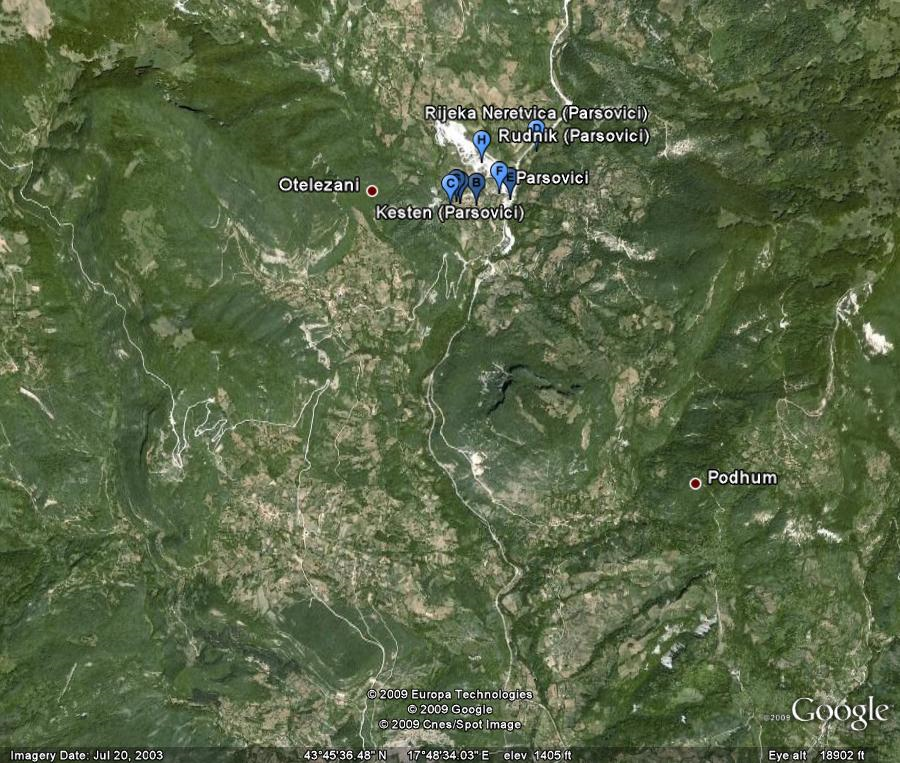 Rijeka Neretvica (Parsovici)
H
Rudnik (Parsovici)
Otelezani
C
B
F
E
Parsovici
Kesten (Parsovici)
Podhum
© 2009 Europa Technologies
© 2009 Google
© 2009 Cnes/Spot Image
©2009 Google
Imagery Date: Jul 20, 2003 43°45'36.48" N 17°48'34.03" E elev 1405 ft Eye alt 18902 ft